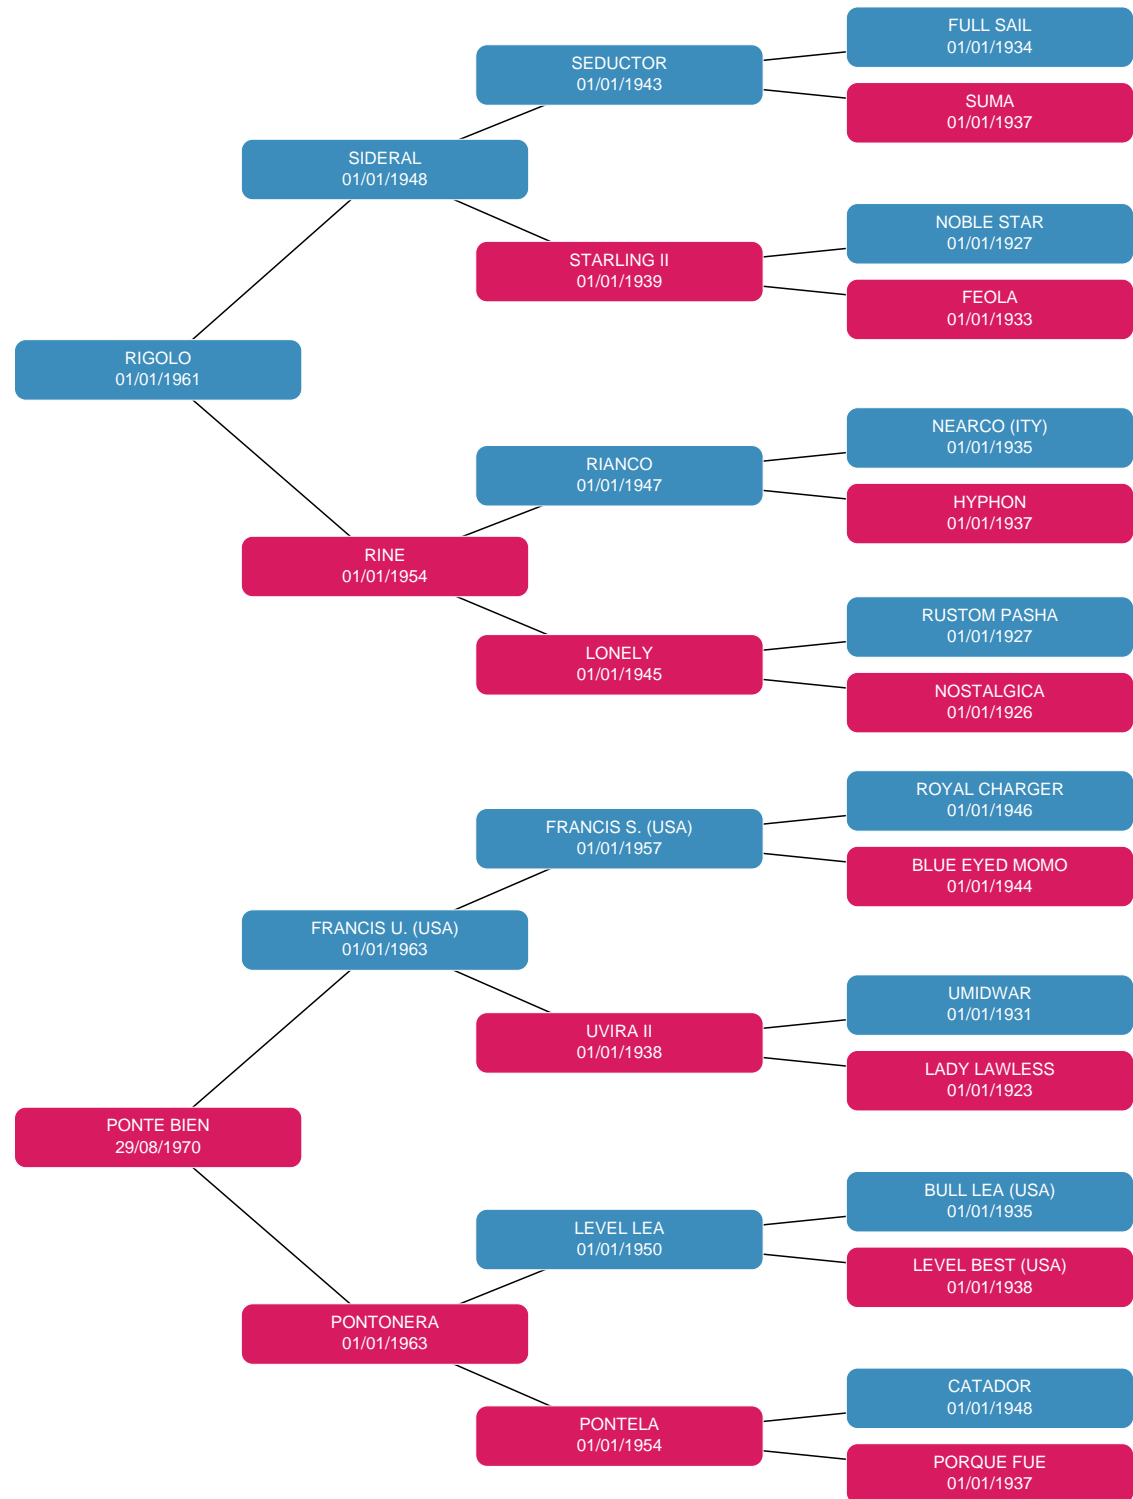 FULL SAIL
01/01/1934
SEDUCTOR
01/01/1943
SUMA
01/01/1937
SIDERAL
01/01/1948
NOBLE STAR
01/01/1927
STARLING II
01/01/1939
FEOLA
01/01/1933
RIGOLO
01/01/1961
NEARCO (ITY)
01/01/1935
RIANCO
01/01/1947
HYPHON
01/01/1937
RINE
01/01/1954
RUSTOM PASHA
01/01/1927
LONELY
01/01/1945
NOSTALGICA
01/01/1926
ROYAL CHARGER
01/01/1946
FRANCIS S. (USA)
01/01/1957
BLUE EYED MOMO
01/01/1944
FRANCIS U. (USA)
01/01/1963
UMIDWAR
01/01/1931
UVIRA II
01/01/1938
LADY LAWLESS
01/01/1923
PONTE BIEN
29/08/1970
BULL LEA (USA)
01/01/1935
LEVEL LEA
01/01/1950
LEVEL BEST (USA)
01/01/1938
PONTONERA
01/01/1963
CATADOR
01/01/1948
PONTELA
01/01/1954
PORQUE FUE
01/01/1937